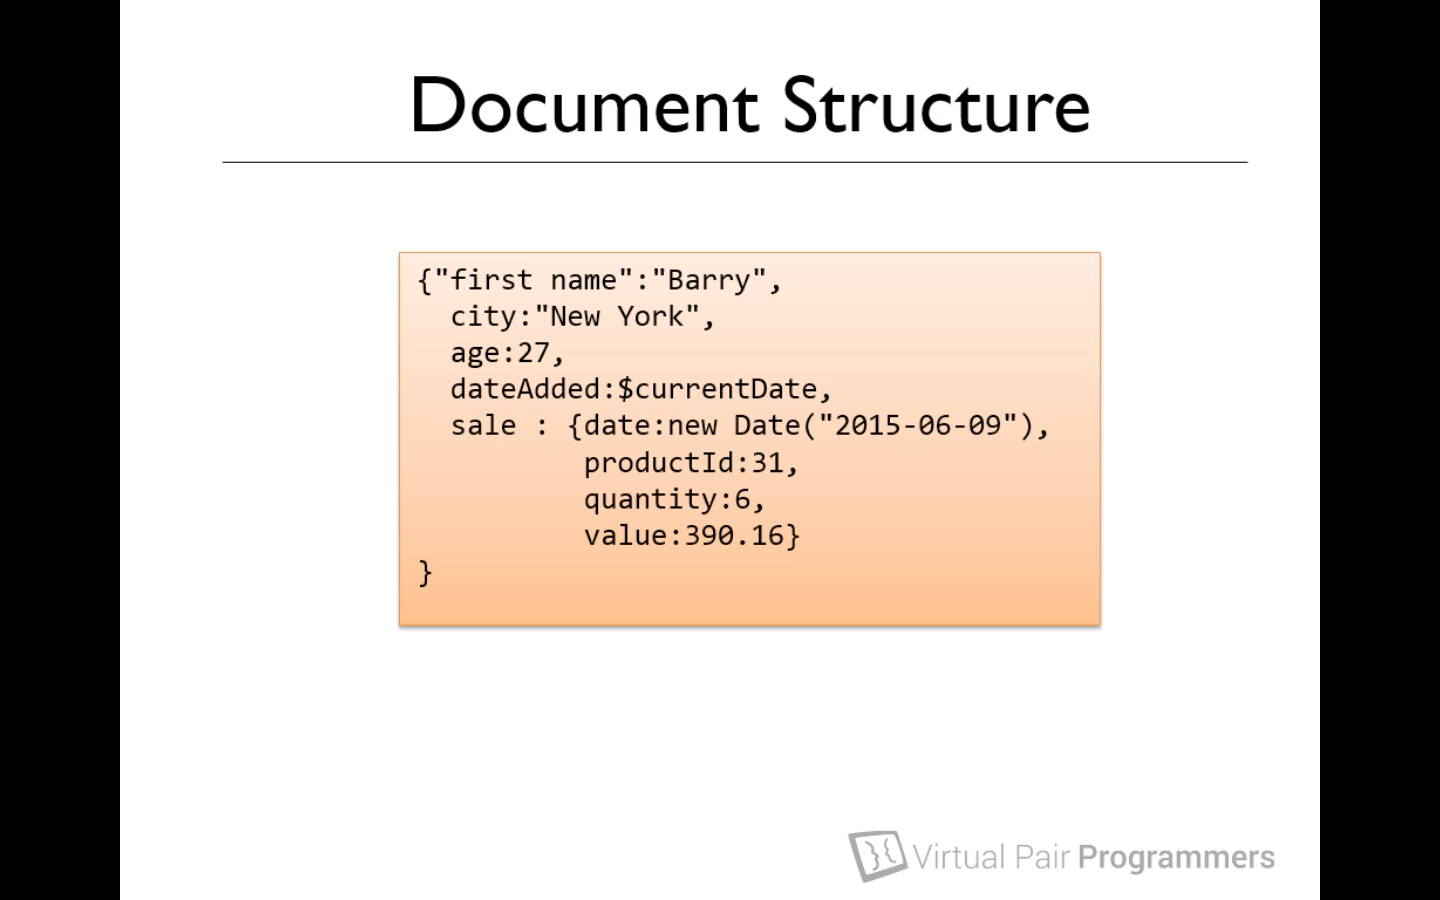 Document Structure
{"first name":"Barry",
city:"New York",
age:27,
dateAdded:$currentDate,
sale : {date:new Date("2015-06-09"),
productId:31,
quantity:6,
value:390.16}
}
Virtual Pair Programmers